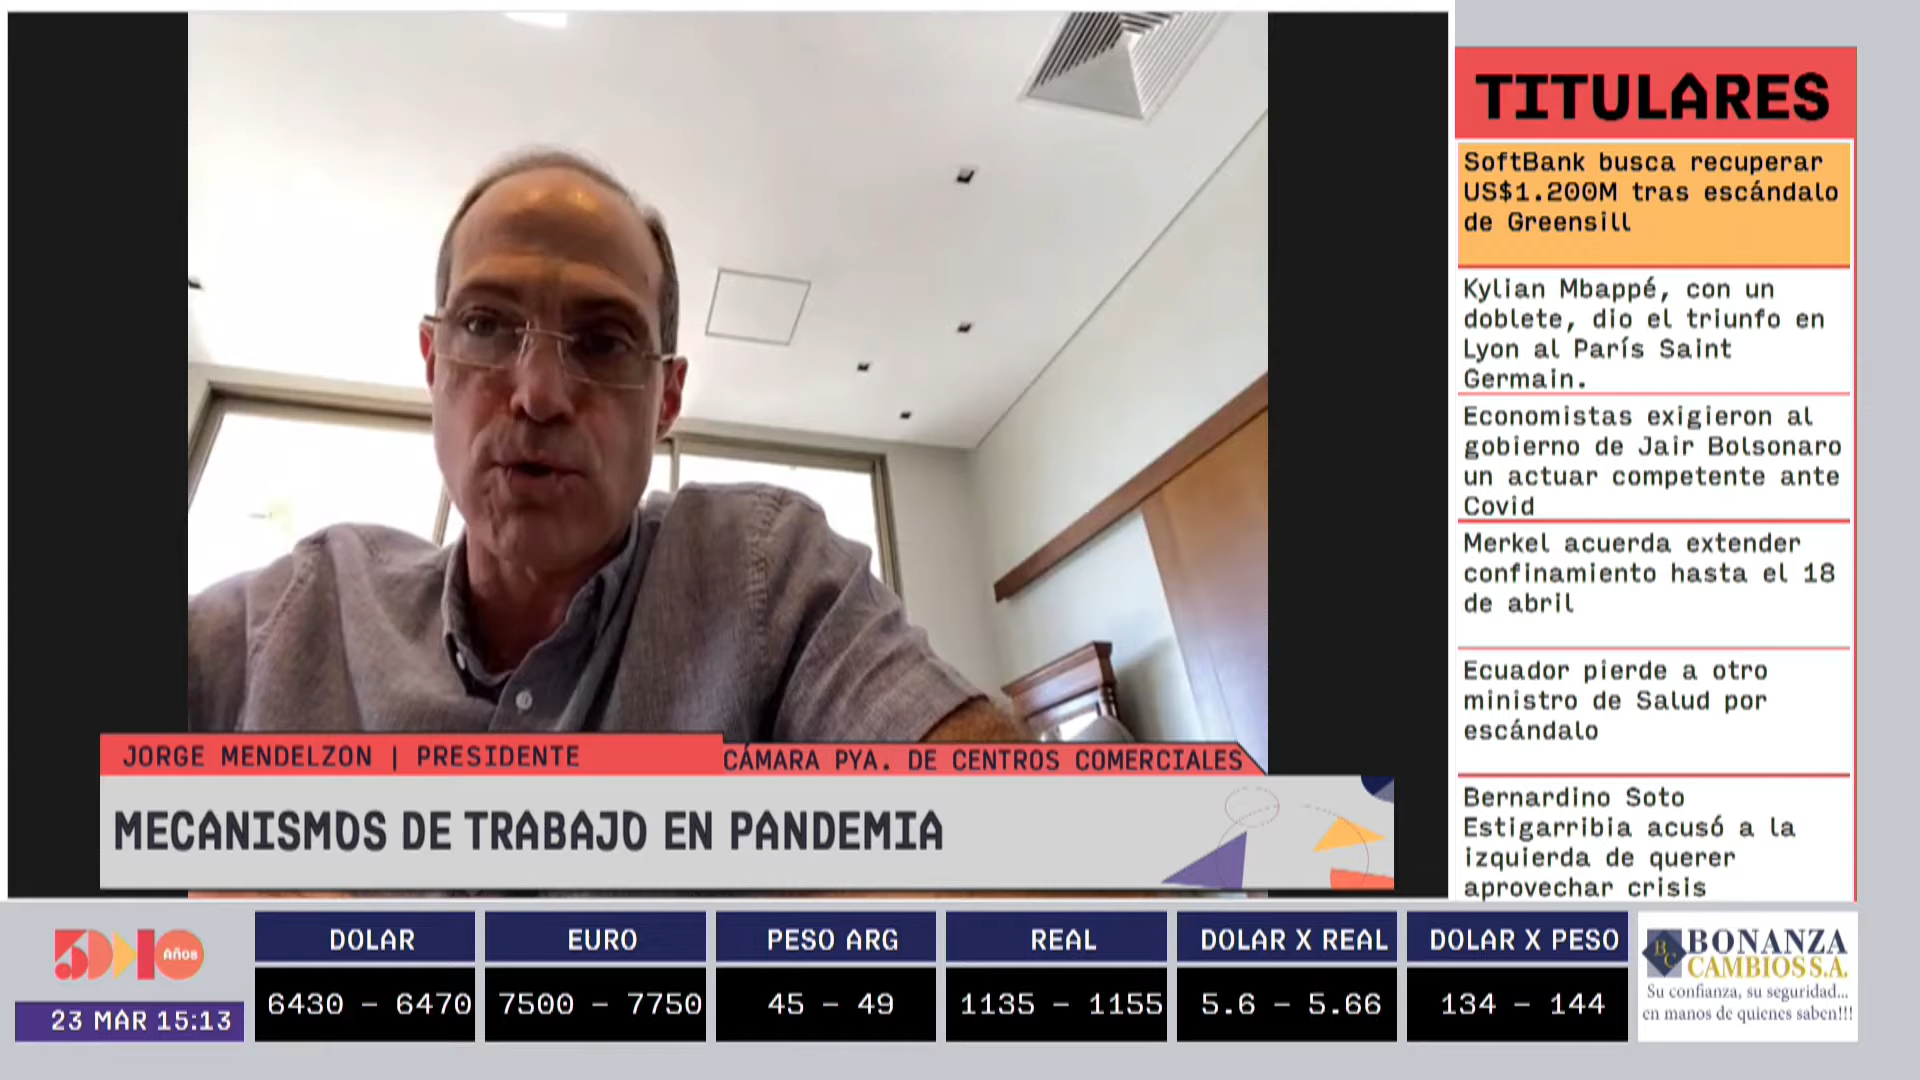 TITULARES
SoftBank busca recuperar
US$1.200M tras escándalo
de Greensill
Kylian Mbappé, con un
doblete, dio el triunfo en
Lyon al París Saint
Germain.
Economistas exigieron al
gobierno de Jair Bolsonaro
un actuar competente ante
Covid
Merkel acuerda extender
confinamiento hasta el 18
de abril
Ecuador pierde a otro
ministro de Salud por
escándalo
Bernardino Soto
Estigarribia acusó a la
izquierda de querer
aprovechar crisis
JORGE MENDELZON | PRESIDENTE
CÁMARA PYA. DE CENTROS COMERCIALES
MECANISMOS DE TRABAJO EN PANDEMIA
5D10 Años
23 MAR 15:13
DOLAR
6430 - 6470
EURO
7500 - 7750
PESO ARG
45 - 49
REAL
1135 - 1155
DOLAR X REAL
5.6 - 5.66
DOLAR X PESO
134 - 144
BC
BONANZA
CAMBIOS S.A.
Su confianza, su seguridad...
en manos de quienes saben!!!